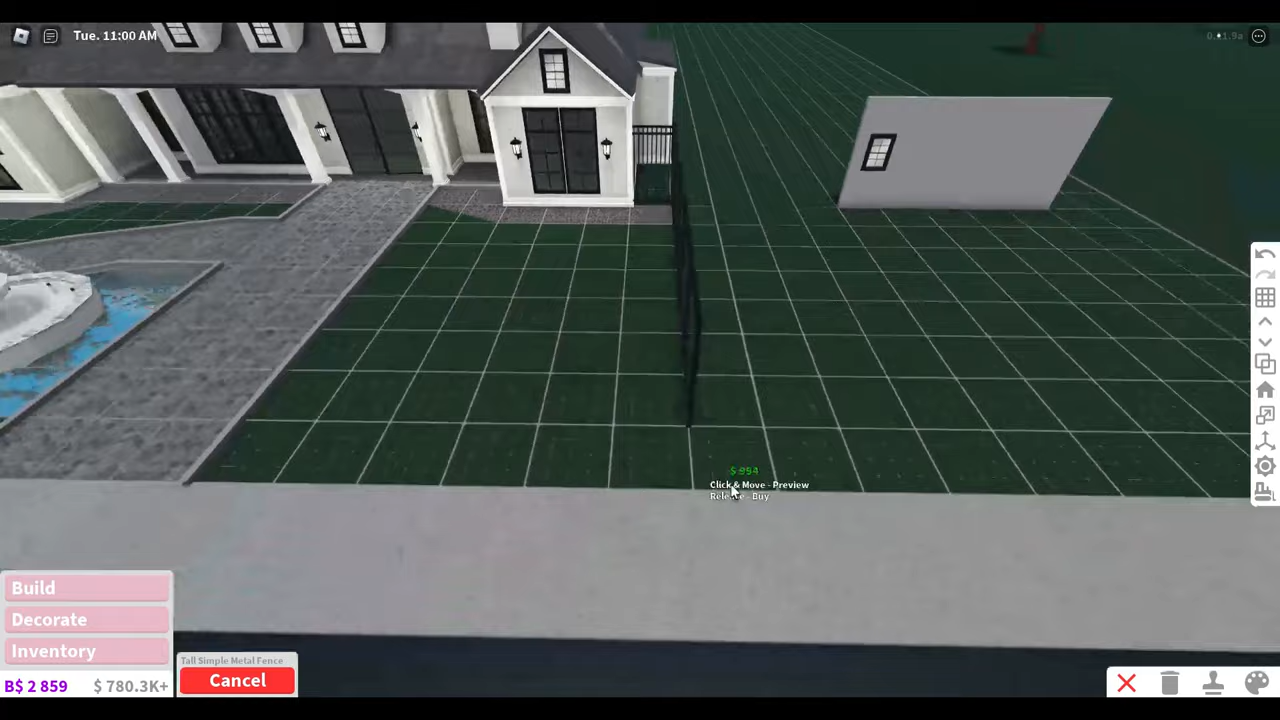 Tue. 11:00 AM
$ 994
Click & Move - Preview
Release - Buy
Build
Decorate
Inventory
B$ 2 859
$ 780.3K+
Tall Simple Metal Fence
Cancel